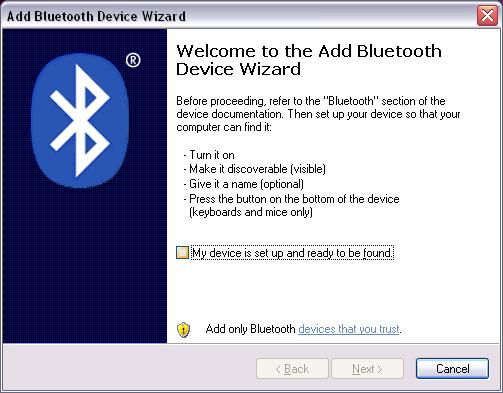 Add Bluetooth Device Wizard
®
Welcome to the Add Bluetooth
Device Wizard
Before proceeding, refer to the "Bluetooth" section of the
device documentation. Then set up your device so that your
computer can find it:
- Turn it on
- Make it discoverable (visible)
- Give it a name (optional)
- Press the button on the bottom of the device
(keyboards and mice only)
My device is set up and ready to be found.
Add only Bluetooth devices that you trust.
< Back Next > Cancel